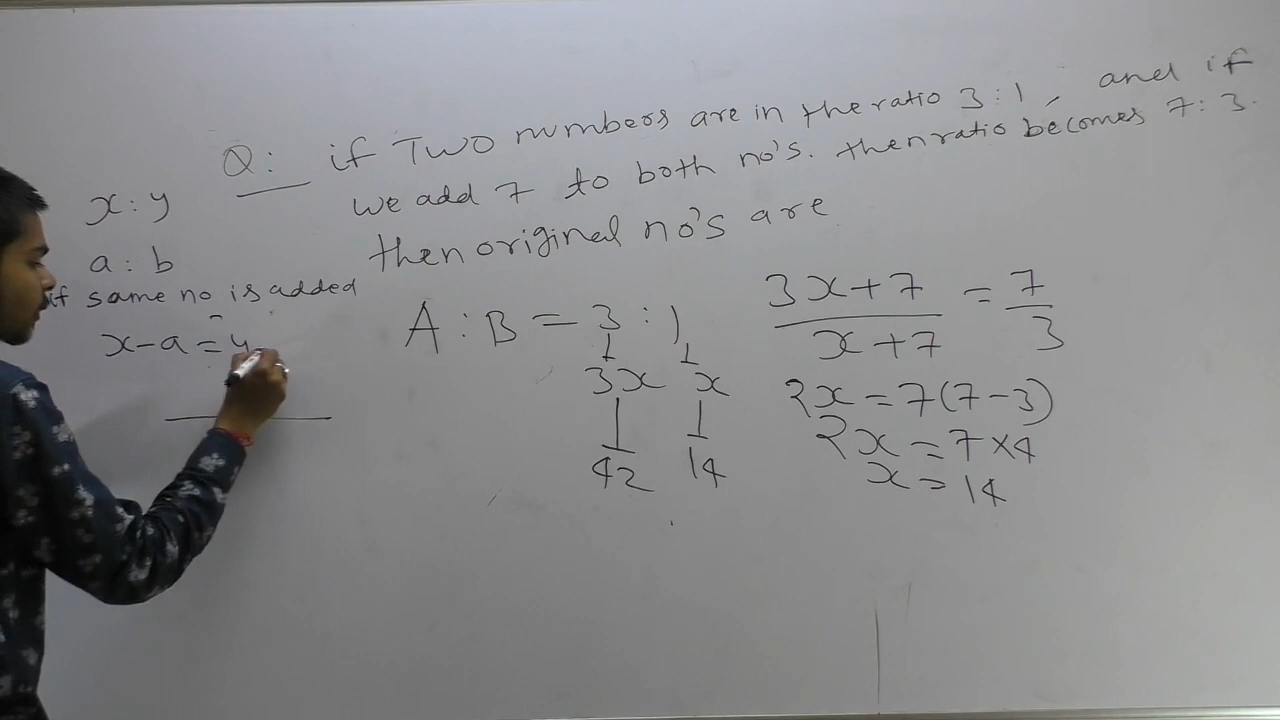 Q: if Two numbers are in the ratio 3:1, and if
we add 7 to both no's. then ratio becomes 7:3.
then original no's are
x:y
a:b
if same no is added
x-a=y
A:B=3:1
3x x
42 14
3x+7 = 7
x+7 3
2x=7(7-3)
2x=7×4
x=14